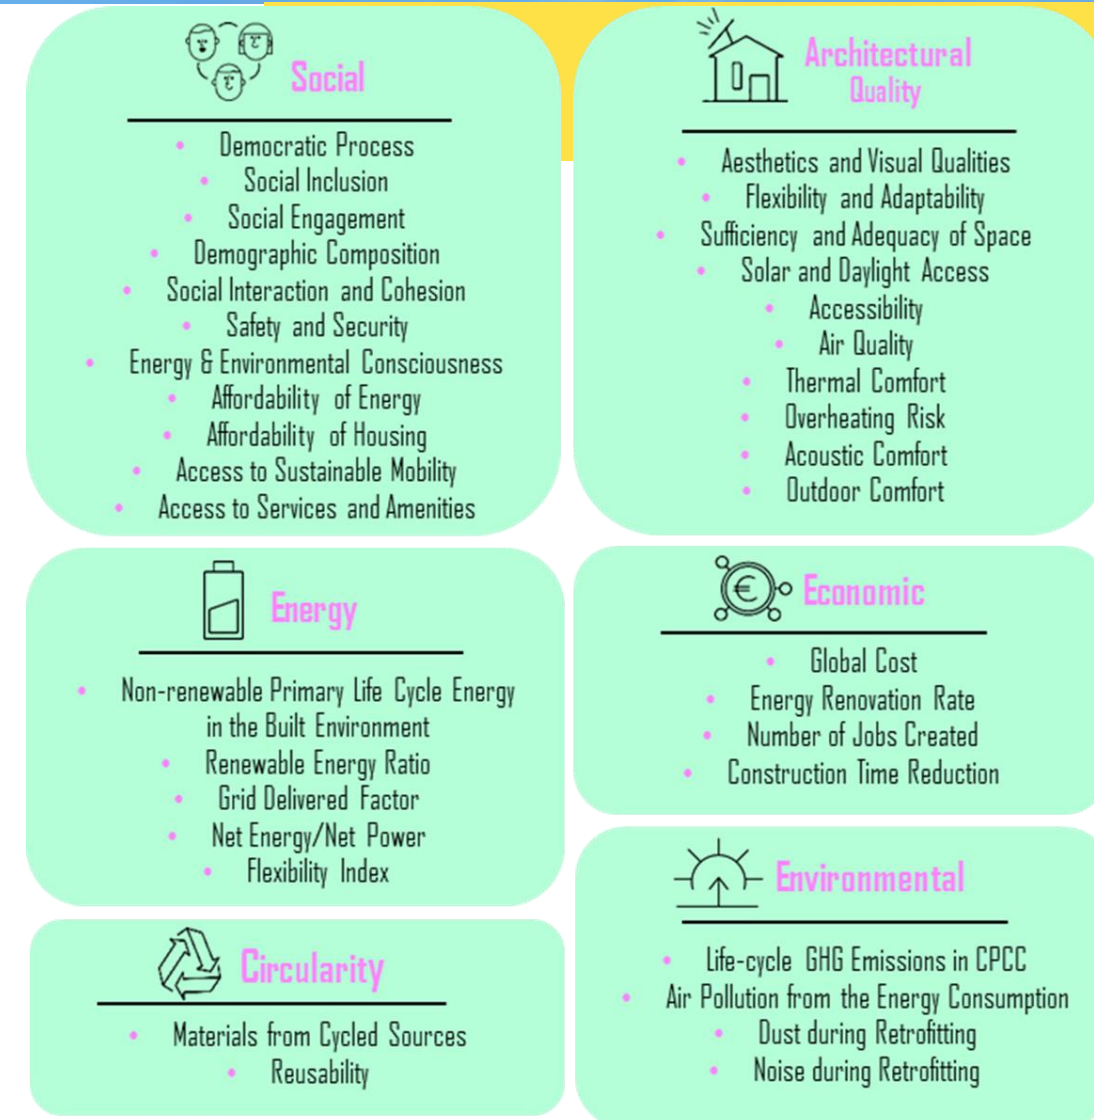 Social
• Democratic Process
• Social Inclusion
• Social Engagement
• Demographic Composition
• Social Interaction and Cohesion
• Safety and Security
• Energy & Environmental Consciousness
• Affordability of Energy
• Affordability of Housing
• Access to Sustainable Mobility
• Access to Services and Amenities
Architectural
Quality
• Aesthetics and Visual Qualities
• Flexibility and Adaptability
• Sufficiency and Adequacy of Space
• Solar and Daylight Access
• Accessibility
• Air Quality
• Thermal Comfort
• Overheating Risk
• Acoustic Comfort
• Outdoor Comfort
Energy
• Non-renewable Primary Life Cycle Energy
in the Built Environment
• Renewable Energy Ratio
• Grid Delivered Factor
• Net Energy/Net Power
• Flexibility Index
€ Economic
• Global Cost
• Energy Renovation Rate
• Number of Jobs Created
• Construction Time Reduction
Circularity
• Materials from Cycled Sources
• Reusability
Environmental
• Life-cycle GHG Emissions in CPCC
• Air Pollution from the Energy Consumption
• Dust during Retrofitting
• Noise during Retrofitting